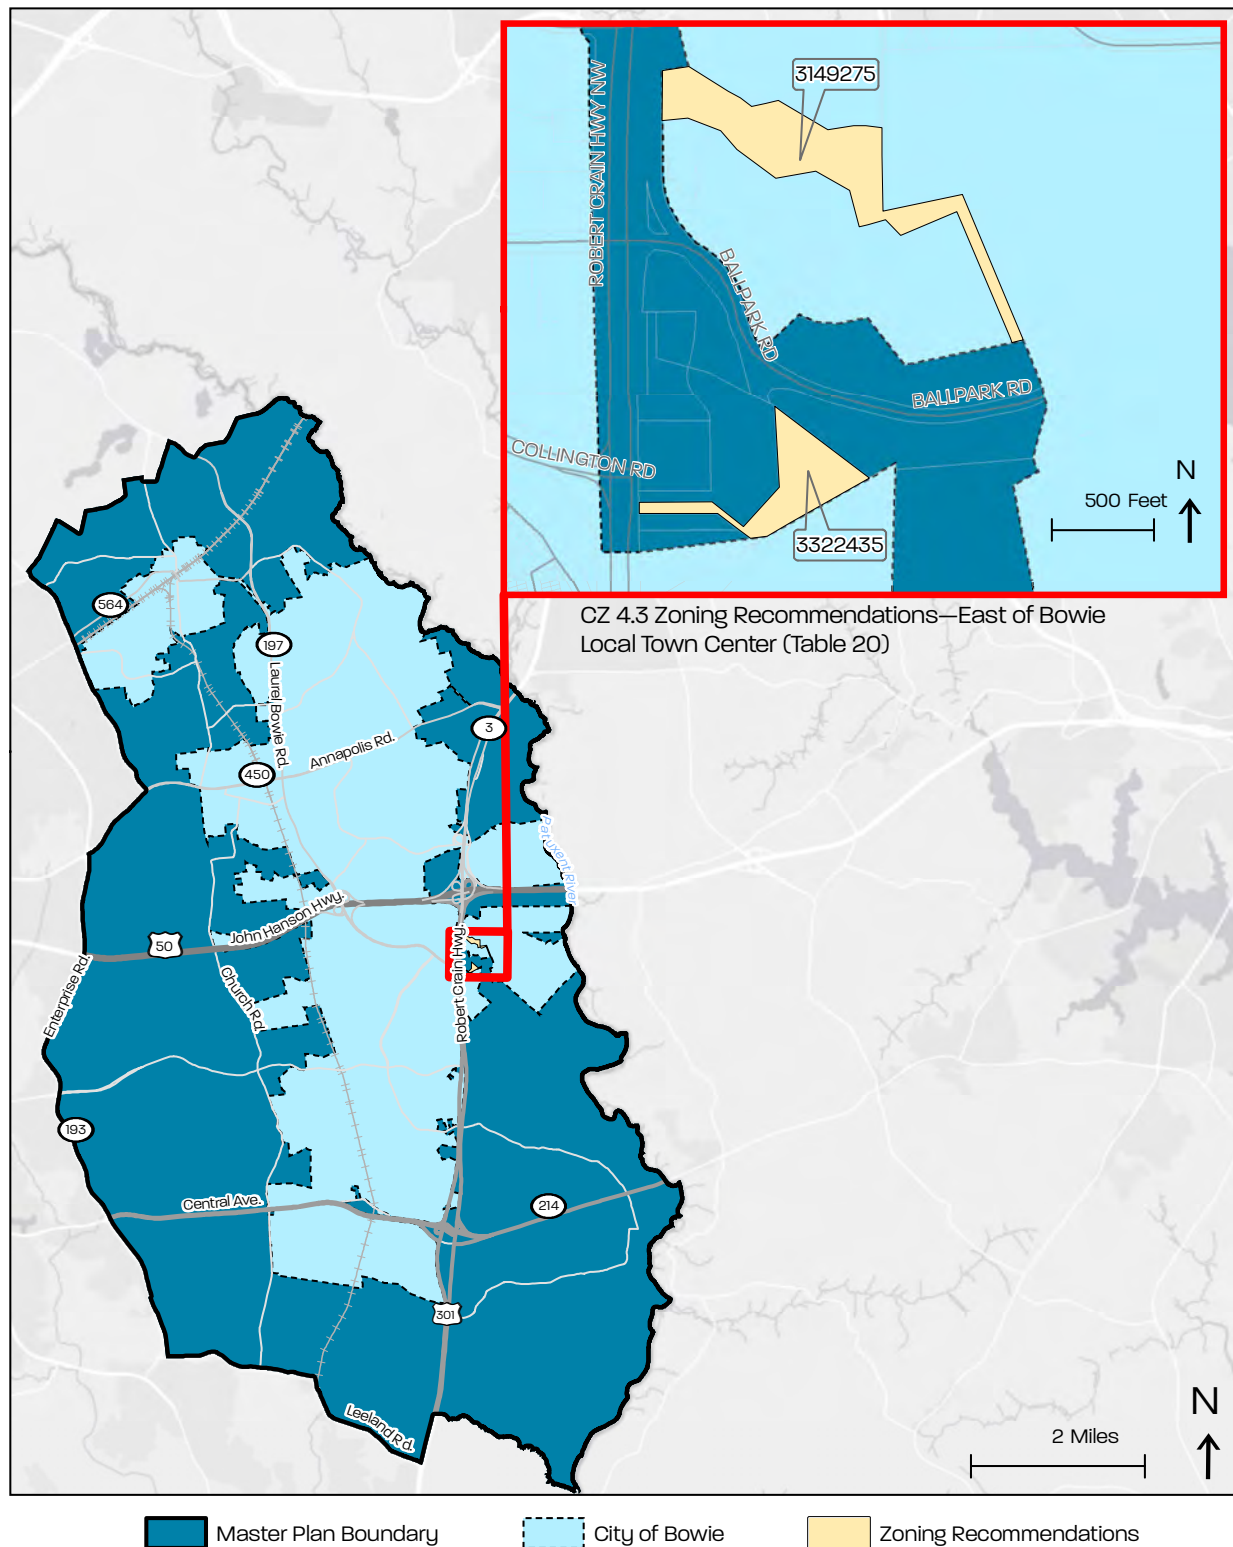 3149275
ROBERT CRAIN HWY NW
BALLPARK RD
BALLPARK RD
COLLINGTON RD
N
500 Feet
3322435
CZ 4.3 Zoning Recommendations—East of Bowie
Local Town Center (Table 20)
564
197
Laurel Bowie Rd.
3
Annapolis Rd.
450
Patuxent River
John Hanson Hwy.
50
Robert Crain Hwy.
Enterprise Rd.
Church Rd.
193
Central Ave.
214
301
Leeland Rd.
N
2 Miles
Master Plan Boundary
City of Bowie
Zoning Recommendations